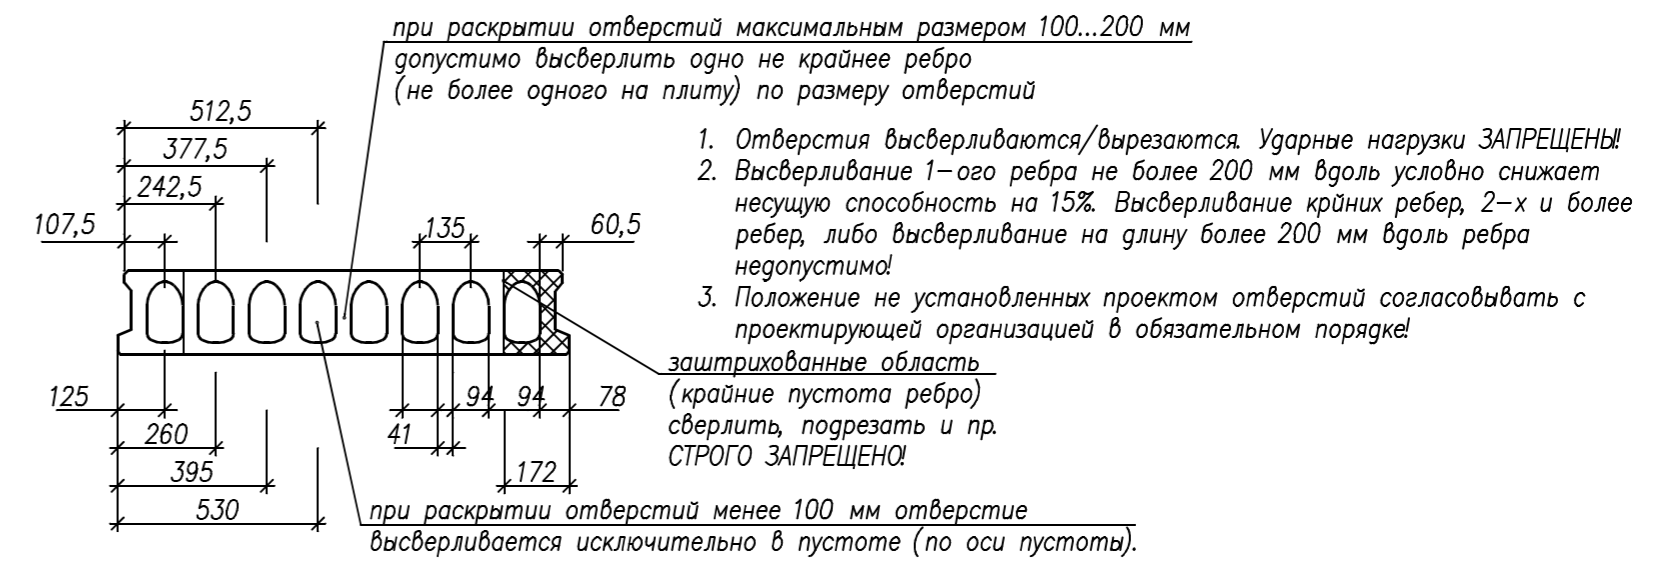 при раскрытии отверстий максимальным размером 100...200 мм
допустимо высверлить одно не крайнее ребро
(не более одного на плиту) по размеру отверстий
512,5
377,5
242,5
107,5
135
60,5
1. Отверстия высверливаются/вырезаются. Ударные нагрузки ЗАПРЕЩЕНЫ!
2. Высверливание 1-ого ребра не более 200 мм вдоль условно снижает
несущую способность на 15%. Высверливание крйних ребер, 2-х и более
ребер, либо высверливание на длину более 200 мм вдоль ребра
недопустимо!
3. Положение не установленных проектом отверстий согласовывать с
проектирующей организацией в обязательном порядке!
заштрихованные область
(крайние пустота ребро)
сверлить, подрезать и пр.
СТРОГО ЗАПРЕЩЕНО!
125
94
94
78
260
41
395
172
530
при раскрытии отверстий менее 100 мм отверстие
высверливается исключительно в пустоте (по оси пустоты).